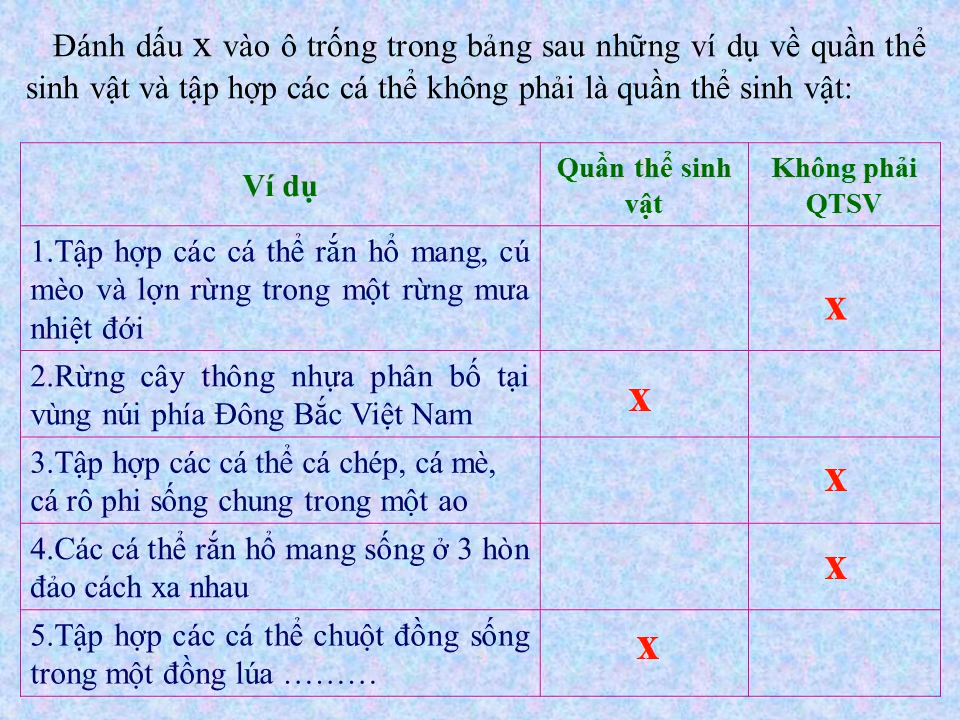 Đánh dấu x vào ô trống trong bảng sau những ví dụ về quần thể
sinh vật và tập hợp các cá thể không phải là quần thể sinh vật:
Ví dụ
Quần thể sinh
vật
Không phải
QTSV
1.Tập hợp các cá thể rắn hổ mang, cú
mèo và lợn rừng trong một rừng mưa
nhiệt đới
x
2.Rừng cây thông nhựa phân bố tại
vùng núi phía Đông Bắc Việt Nam
x
3.Tập hợp các cá thể cá chép, cá mè,
cá rô phi sống chung trong một ao
x
4.Các cá thể rắn hổ mang sống ở 3 hòn
đảo cách xa nhau
x
5.Tập hợp các cá thể chuột đồng sống
trong một đồng lúa ………
x